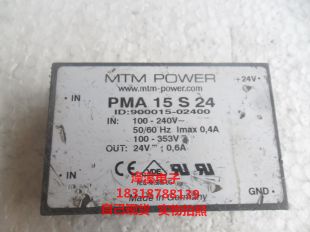 MTM POWER
+24V
www.mtm-power.com
IN
PMA 15 S 24
ID:900015-02400
IN: 100 - 240V~
50/60 Hz Imax 0,4A
100 - 353V
OUT: 24V 0,6A
18318788139
IN
GND
Made in Germany